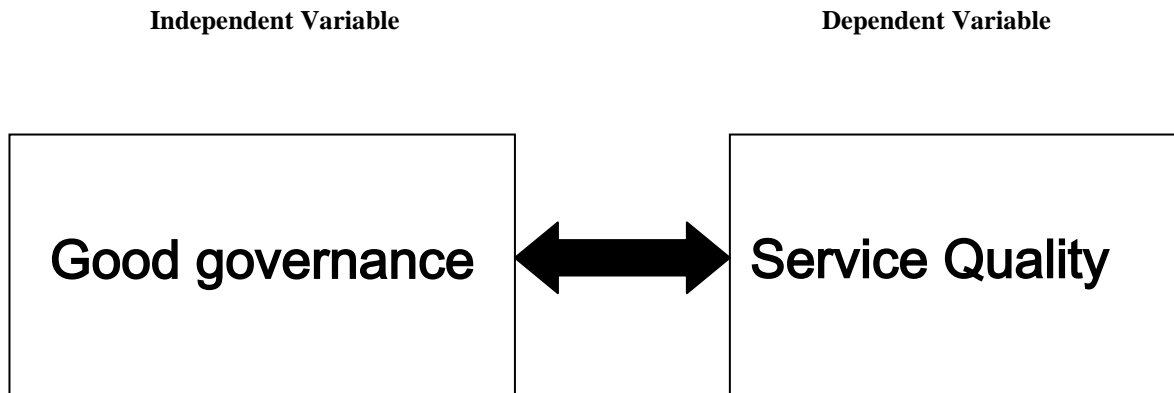 Independent Variable
Dependent Variable
Good governance
Service Quality